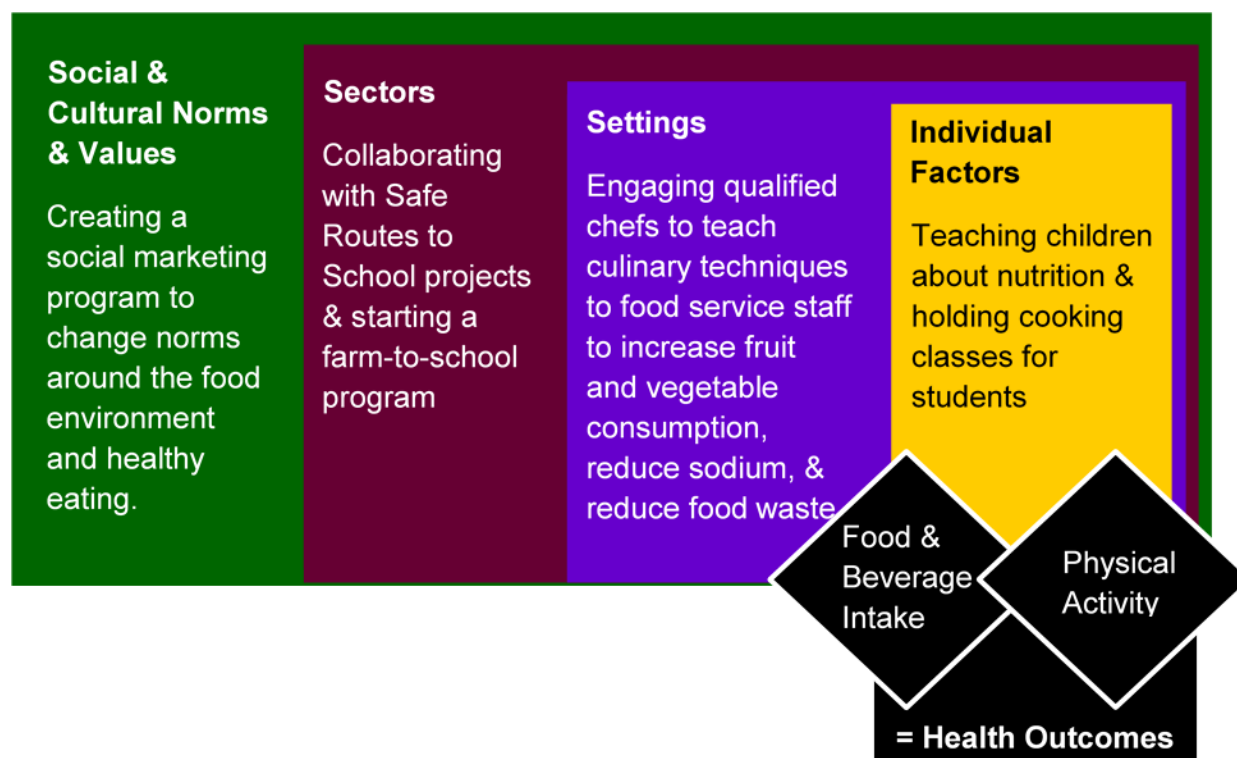 Social &
Cultural Norms
& Values
Creating a
social marketing
program to
change norms
around the food
environment
and healthy
eating.
Sectors
Collaborating
with Safe
Routes to
School projects
& starting a
farm-to-school
program
Settings
Engaging qualified
chefs to teach
culinary techniques
to food service staff
to increase fruit
and vegetable
consumption,
reduce sodium, &
reduce food waste
Individual
Factors
Teaching children
about nutrition &
holding cooking
classes for
students
Food &
Beverage
Intake
Physical
Activity
= Health Outcomes